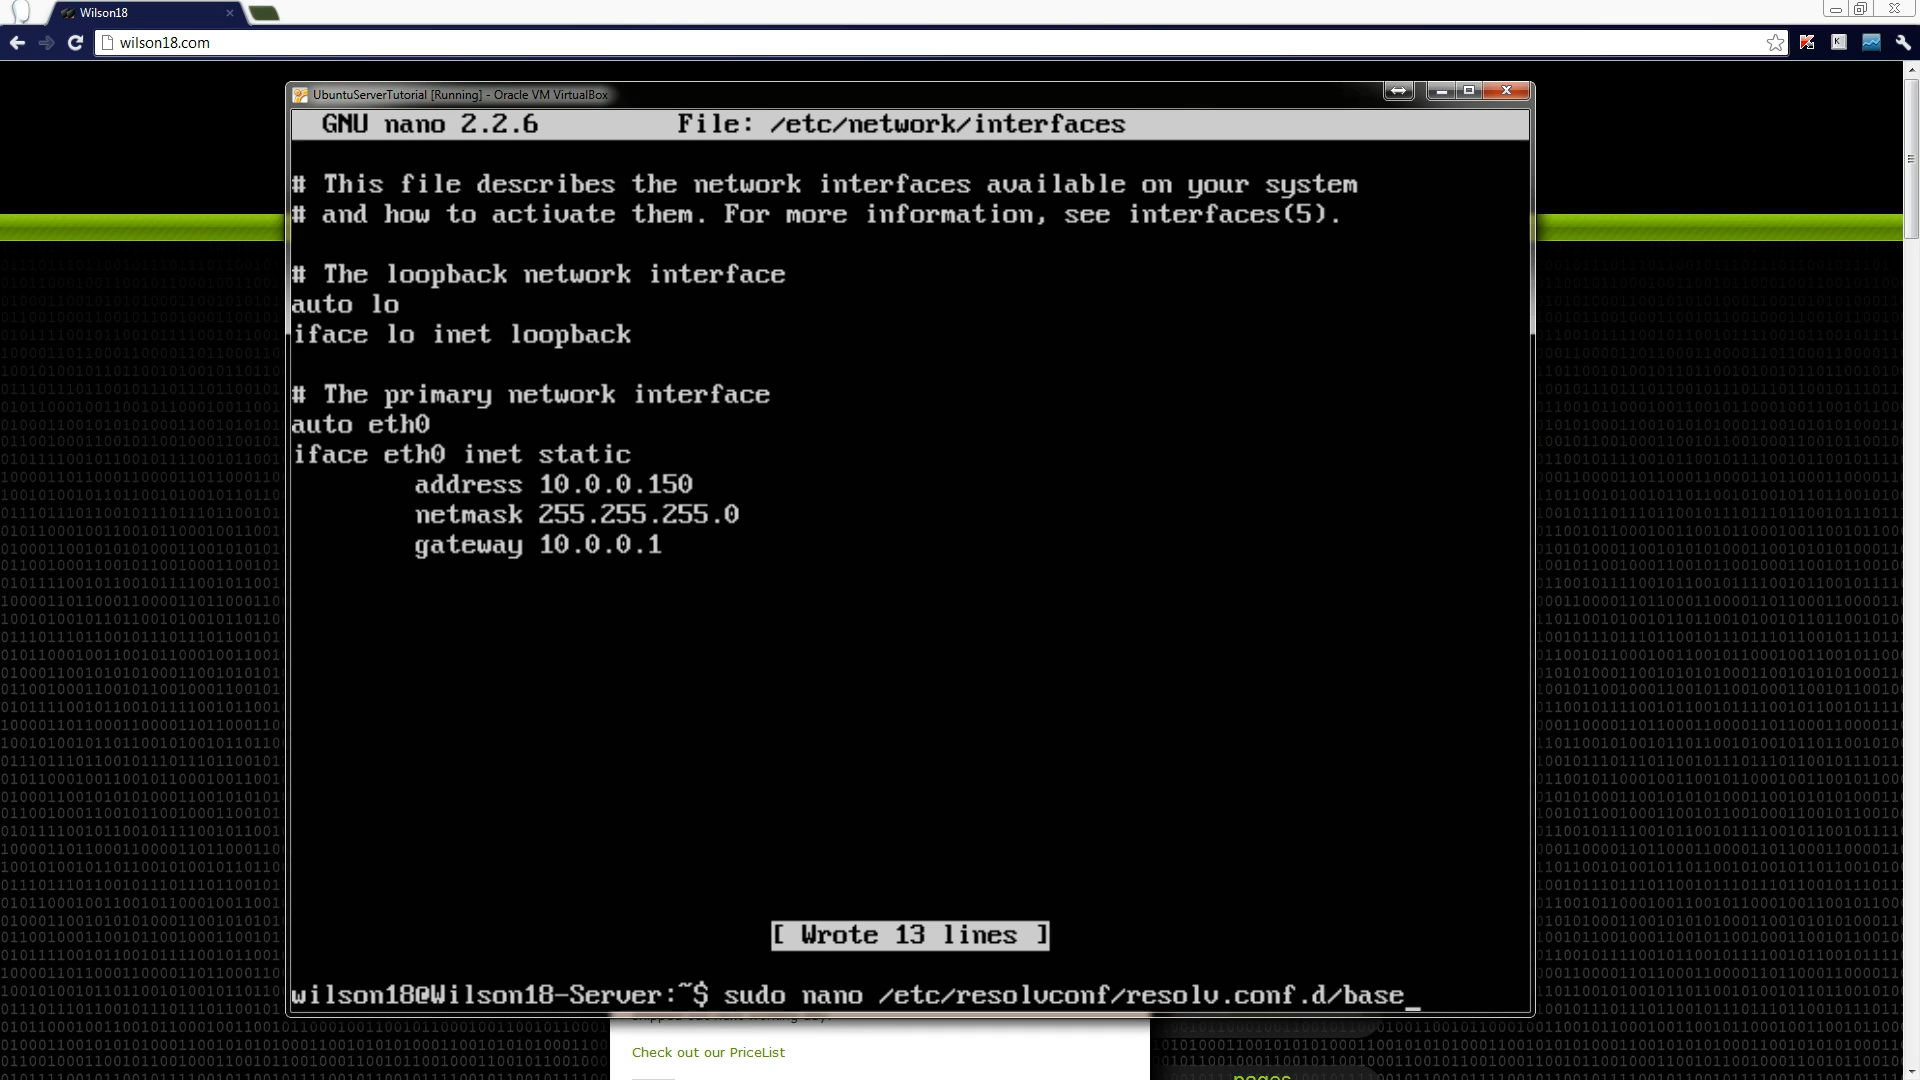 Wilson18
wilson18.com
UbuntuServerTutorial [Running] - Oracle VM VirtualBox
GNU nano 2.2.6 File: /etc/network/interfaces
# This file describes the network interfaces available on your system
# and how to activate them. For more information, see interfaces(5).
# The loopback network interface
auto lo
iface lo inet loopback
# The primary network interface
auto eth0
iface eth0 inet static
address 10.0.0.150
netmask 255.255.255.0
gateway 10.0.0.1
[ Wrote 13 lines ]
wilson18@Wilson18-Server:~$ sudo nano /etc/resolvconf/resolv.conf.d/base_
Check out our PriceList
pages